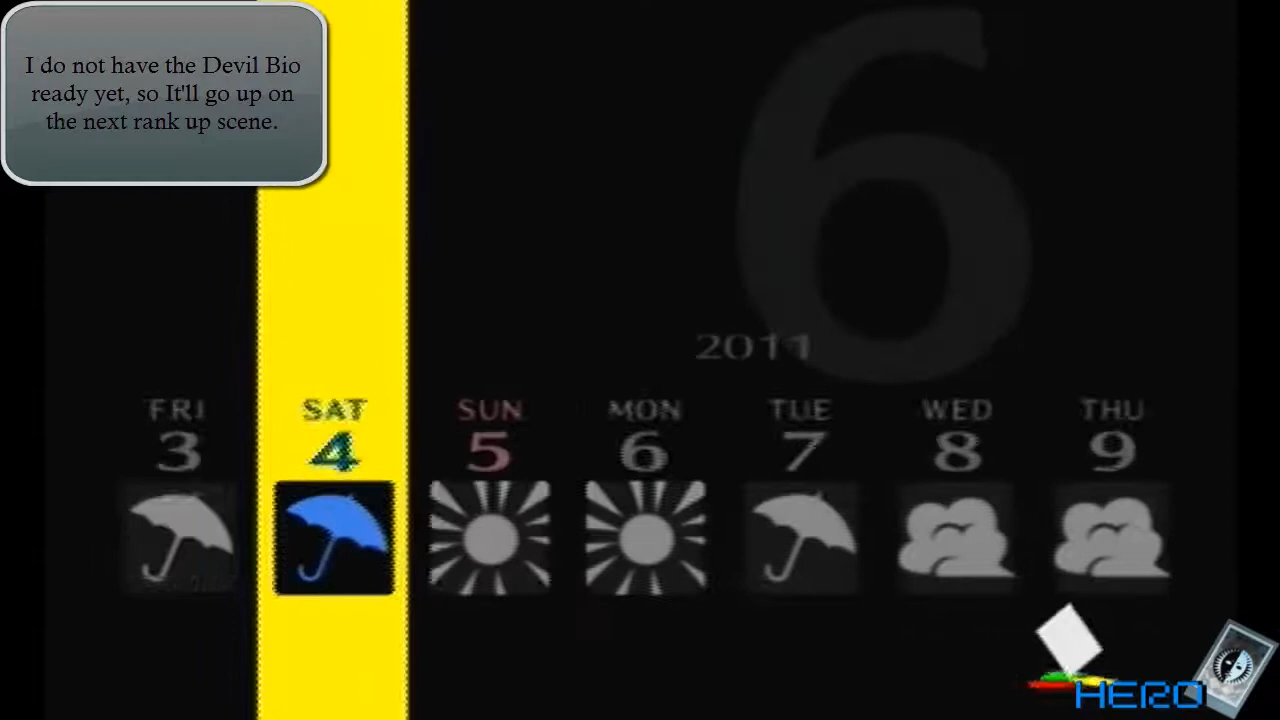 I do not have the Devil Bio
ready yet, so It'll go up on
the next rank up scene.
6
2011
FRI SAT SUN MON TUE WED THU
3 4 5 6 7 8 9
HERO